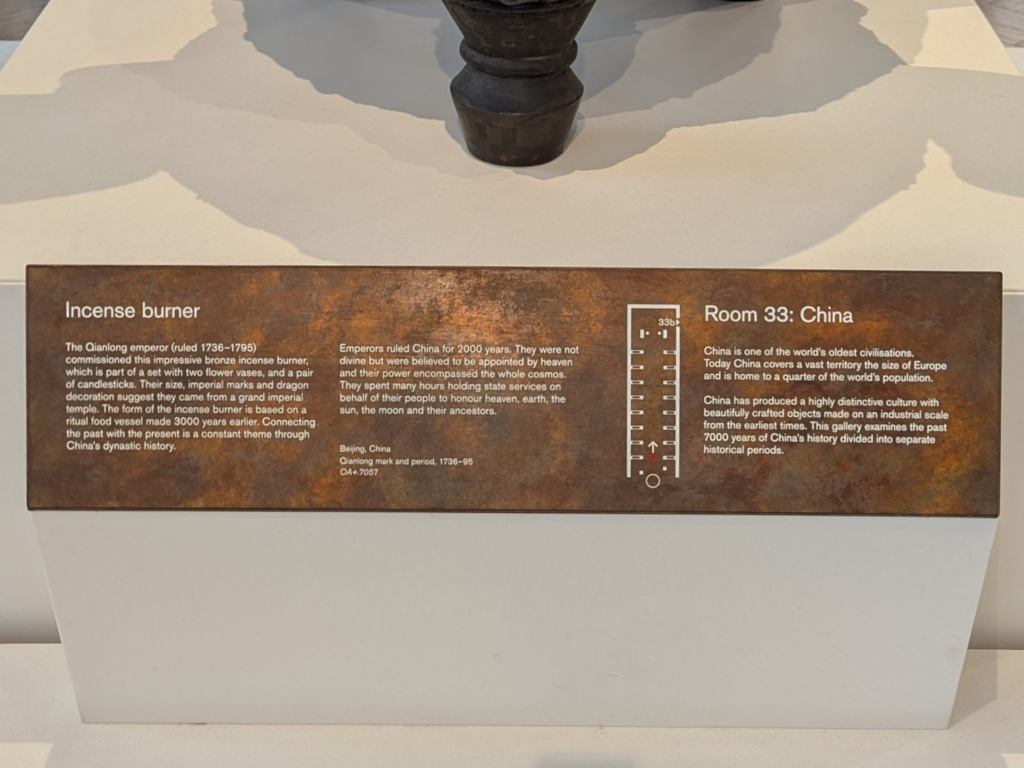 Incense burner
The Qianlong emperor (ruled 1736–1795)
commissioned this impressive bronze incense burner,
which is part of a set with two flower vases, and a pair
of candlesticks. Their size, imperial marks and dragon
decoration suggest they came from a grand imperial
temple. The form of the incense burner is based on a
ritual food vessel made 3000 years earlier. Connecting
the past with the present is a constant theme through
China's dynastic history.
Emperors ruled China for 2000 years. They were not
divine but were believed to be appointed by heaven
and their power encompassed the whole cosmos.
They spent many hours holding state services on
behalf of their people to honour heaven, earth, the
sun, the moon and their ancestors.
Beijing, China
Qianlong mark and period, 1736–95
OA+.7057
33b
Room 33: China
China is one of the world's oldest civilisations.
Today China covers a vast territory the size of Europe
and is home to a quarter of the world's population.
China has produced a highly distinctive culture with
beautifully crafted objects made on an industrial scale
from the earliest times. This gallery examines the past
7000 years of China's history divided into separate
historical periods.